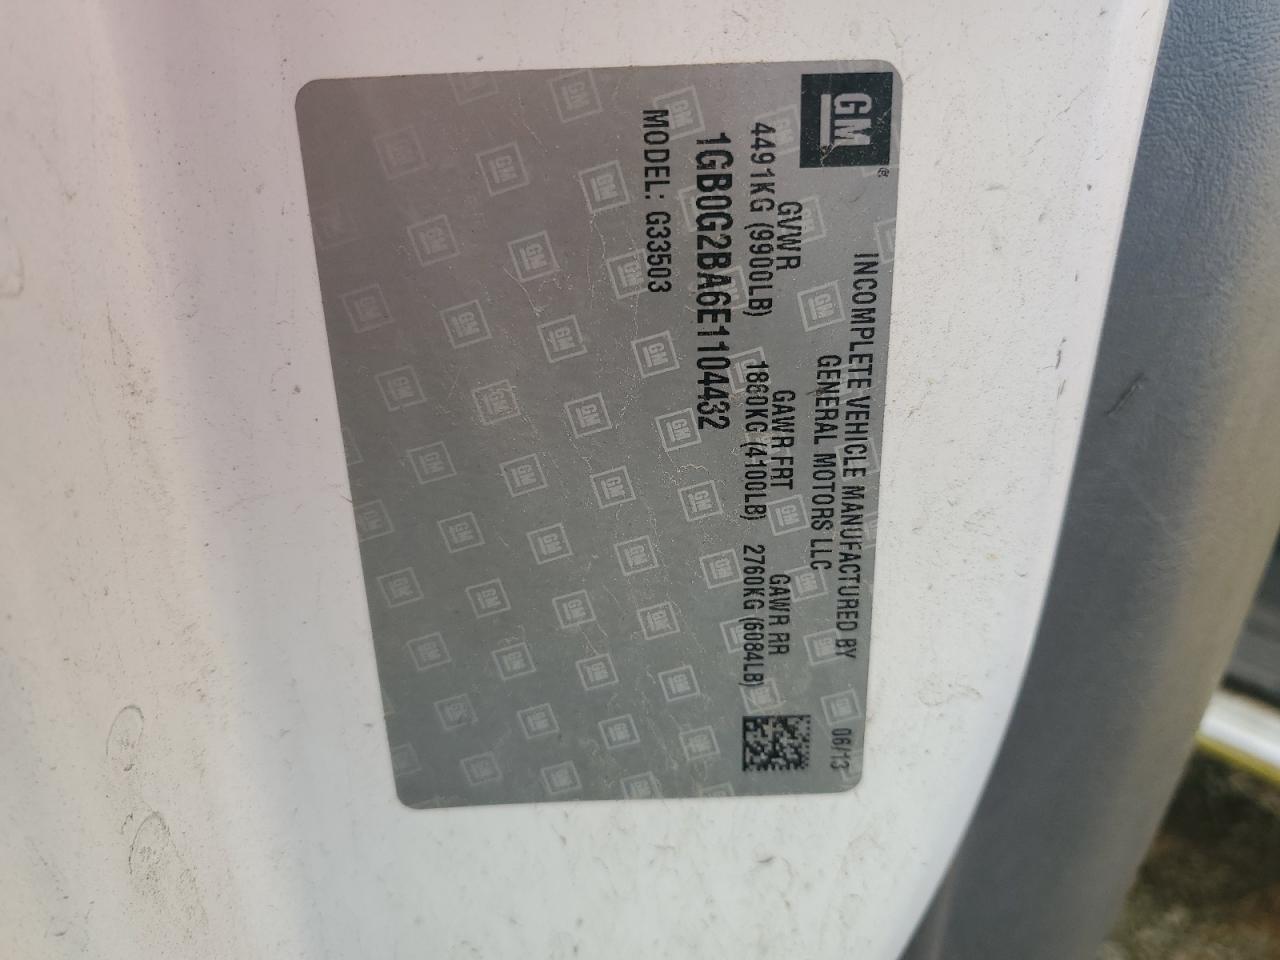 GM®
INCOMPLETE VEHICLE MANUFACTURED BY
GENERAL MOTORS LLC
06/13
GVWR GAWR FRT GAWR RR
4491KG (9900LB) 1860KG (4100LB) 2760KG (6084LB)
1GB0G2BA6E1104432
MODEL: G33503